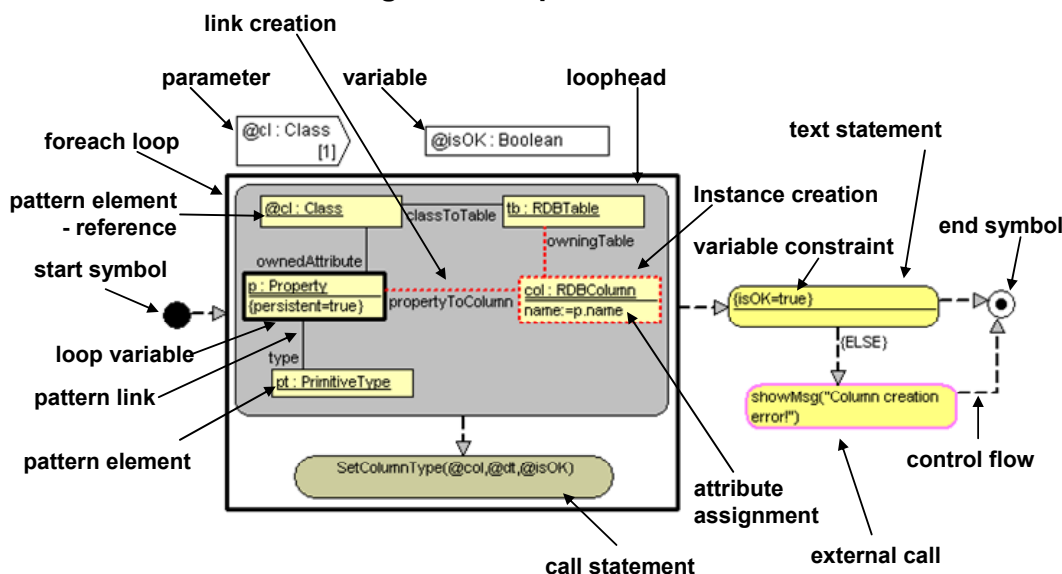 link creation
parameter
variable
loophead
@cl : Class
[1]
@isOK : Boolean
text statement
foreach loop
pattern element
- reference
@cl : Class
classToTable
tb : RDBTable
Instance creation
owningTable
variable constraint
end symbol
start symbol
ownedAttribute
p : Property
{persistent=true}
propertyToColumn
col : RDBColumn
name:=p.name
{isOK=true}
{ELSE}
loop variable
type
pattern link
pt : PrimitiveType
showMsg("Column creation
error!")
pattern element
SetColumnType(@col,@dt,@isOK)
control flow
attribute
assignment
call statement
external call